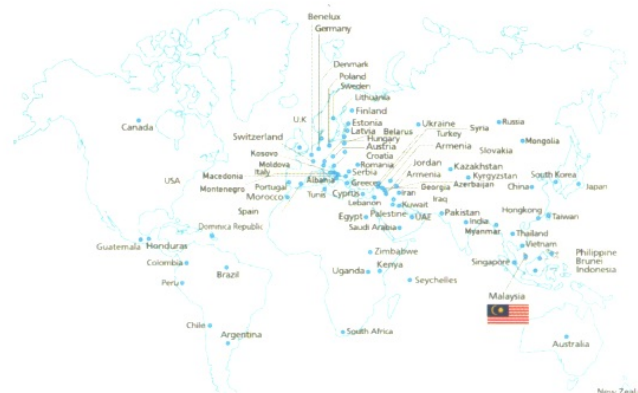 Benelux
Germany
Denmark
Poland
Sweden
Lithuania
Finland
Estonia
U.K
Latvia Belarus
Ukraine
Syria
Russia
Canada
Turkey
Switzerland
Hungary
Armenia
Mongolia
Austria
Slovakia
Kosovo
Croatia
Moldova
Romania
Jordan
Kazakhstan
Italy
Serbia
Armenia
Kyrgyzstan
South Korea
Macedonia
USA
Albania
Greece
Georgia
Azerbaijan
China
Japan
Montenegro
Portugal
Tunis
Cyprus
Iran
Morocco
Lebanon
Kuwait
Iraq
Spain
Egypt
Palestine
UAE
Pakistan
Hongkong
Taiwan
Dommica Republic
Saudi Arabia
India
Myanmar
Thailand
Guatemala
Honduras
Zimbabwe
Vietnam
Philippine
Colombia
Brazil
Uganda
Kenya
Singapore
Brunei
Indonesia
Peru
Seychelles
Malaysia
Chile
Argentina
South Africa
Australia
New Zeal